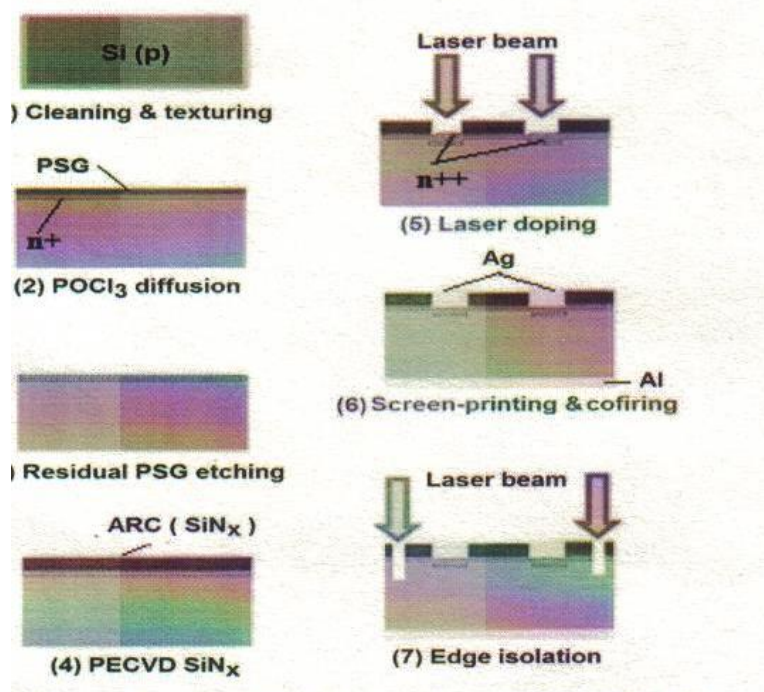 Si (p)
) Cleaning & texturing
PSG
n+
(2) POCl3 diffusion
) Residual PSG etching
ARC ( SiNX )
(4) PECVD SiNX
Laser beam
n++
(5) Laser doping
Ag
Al
(6) Screen-printing & cofiring
Laser beam
(7) Edge isolation